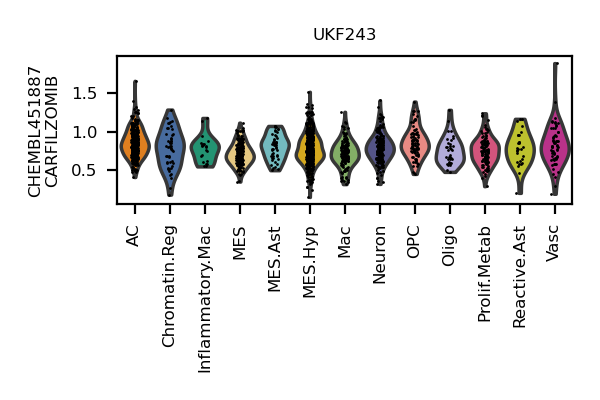 UKF243
CHEMBL451887
CARFILZOMIB
1.5
1.0
0.5
AC
Chromatin.Reg
Inflammatory.Mac
MES
MES.Ast
MES.Hyp
Mac
Neuron
OPC
Oligo
Prolif.Metab
Reactive.Ast
Vasc